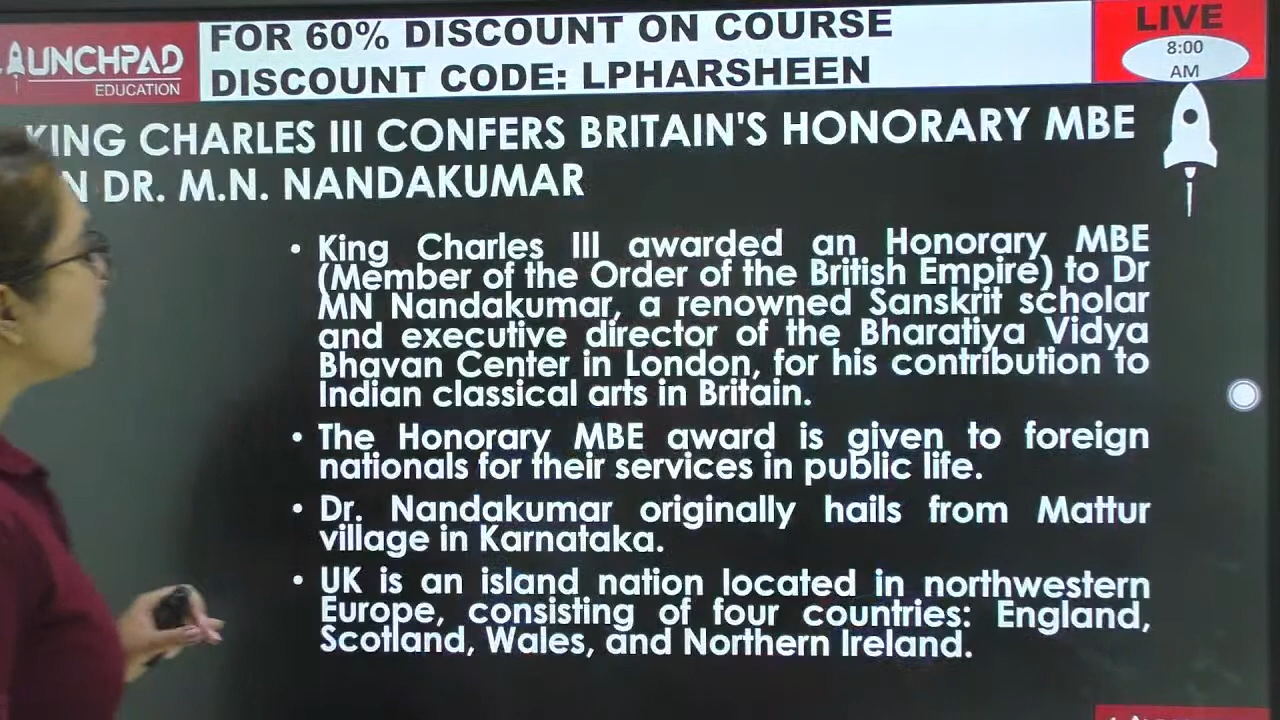 AUNCHPAD
EDUCATION
FOR 60% DISCOUNT ON COURSE
DISCOUNT CODE: LPHARSHEEN
LIVE
8:00
AM
KING CHARLES III CONFERS BRITAIN'S HONORARY MBE
N DR. M.N. NANDAKUMAR
• King Charles III awarded an Honorary MBE
(Member of the Order of the British Empire) to Dr
MN Nandakumar, a renowned Sanskrit scholar
and executive director of the Bharatiya Vidya
Bhavan Center in London, for his contribution to
Indian classical arts in Britain.
• The Honorary MBE award is given to foreign
nationals for their services in public life.
• Dr. Nandakumar originally hails from Mattur
village in Karnataka.
• UK is an island nation located in northwestern
Europe, consisting of four countries: England,
Scotland, Wales, and Northern Ireland.